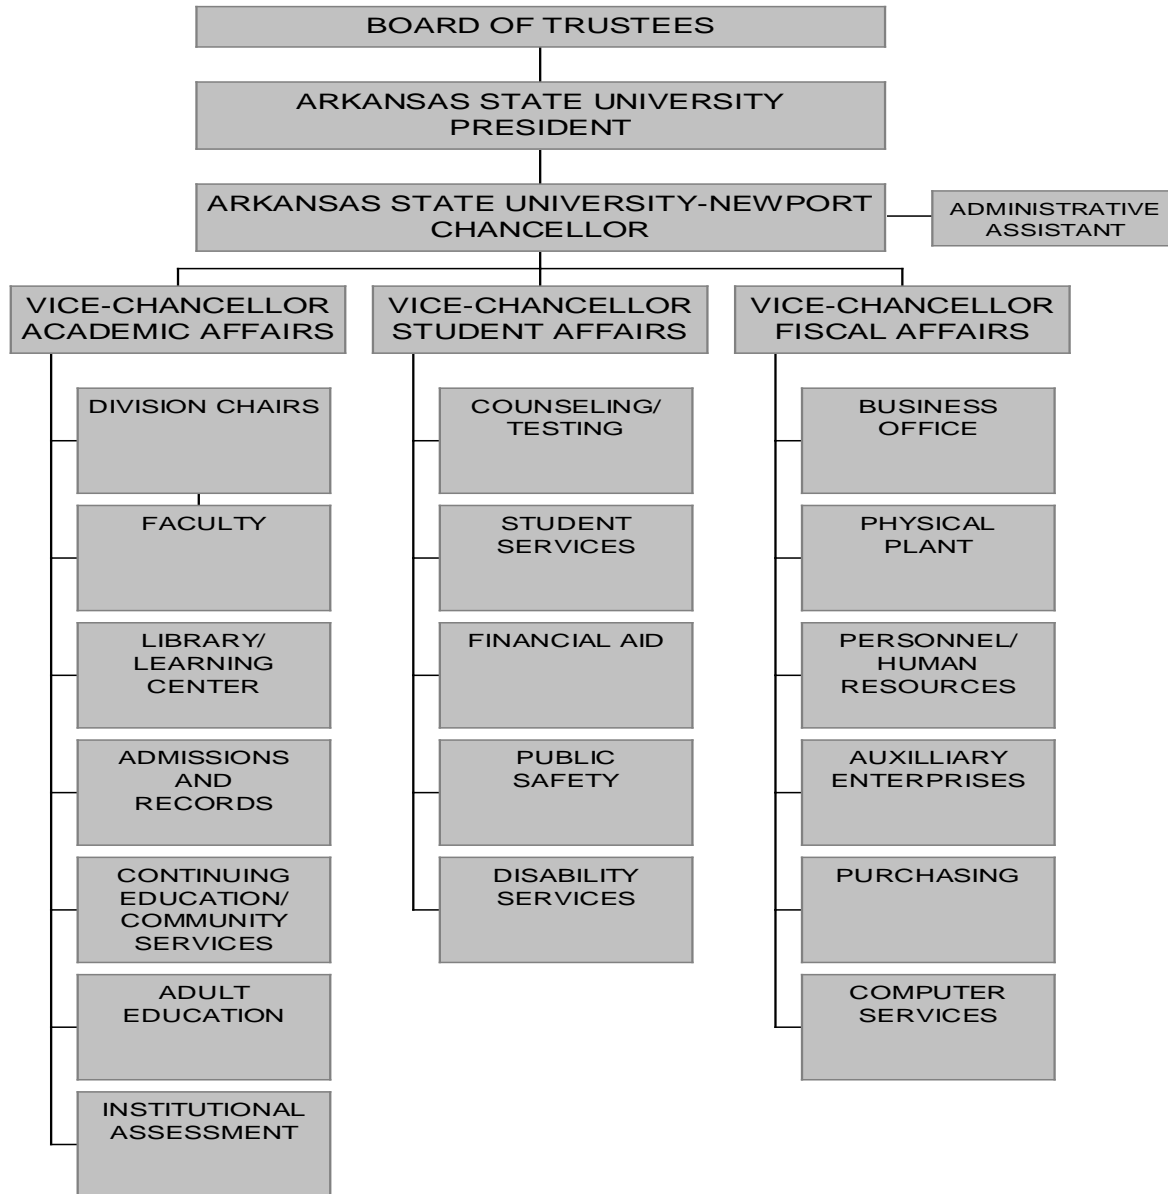 BOARD OF TRUSTEES
ARKANSAS STATE UNIVERSITY
PRESIDENT
ARKANSAS STATE UNIVERSITY-NEWPORT
CHANCELLOR
ADMINISTRATIVE
ASSISTANT
VICE-CHANCELLOR
ACADEMIC AFFAIRS
DIVISION CHAIRS
FACULTY
LIBRARY/
LEARNING
CENTER
ADMISSIONS
AND
RECORDS
CONTINUING
EDUCATION/
COMMUNITY
SERVICES
ADULT
EDUCATION
INSTITUTIONAL
ASSESSMENT
VICE-CHANCELLOR
STUDENT AFFAIRS
COUNSELING/
TESTING
STUDENT
SERVICES
FINANCIAL AID
PUBLIC
SAFETY
DISABILITY
SERVICES
VICE-CHANCELLOR
FISCAL AFFAIRS
BUSINESS
OFFICE
PHYSICAL
PLANT
PERSONNEL/
HUMAN
RESOURCES
AUXILLIARY
ENTERPRISES
PURCHASING
COMPUTER
SERVICES